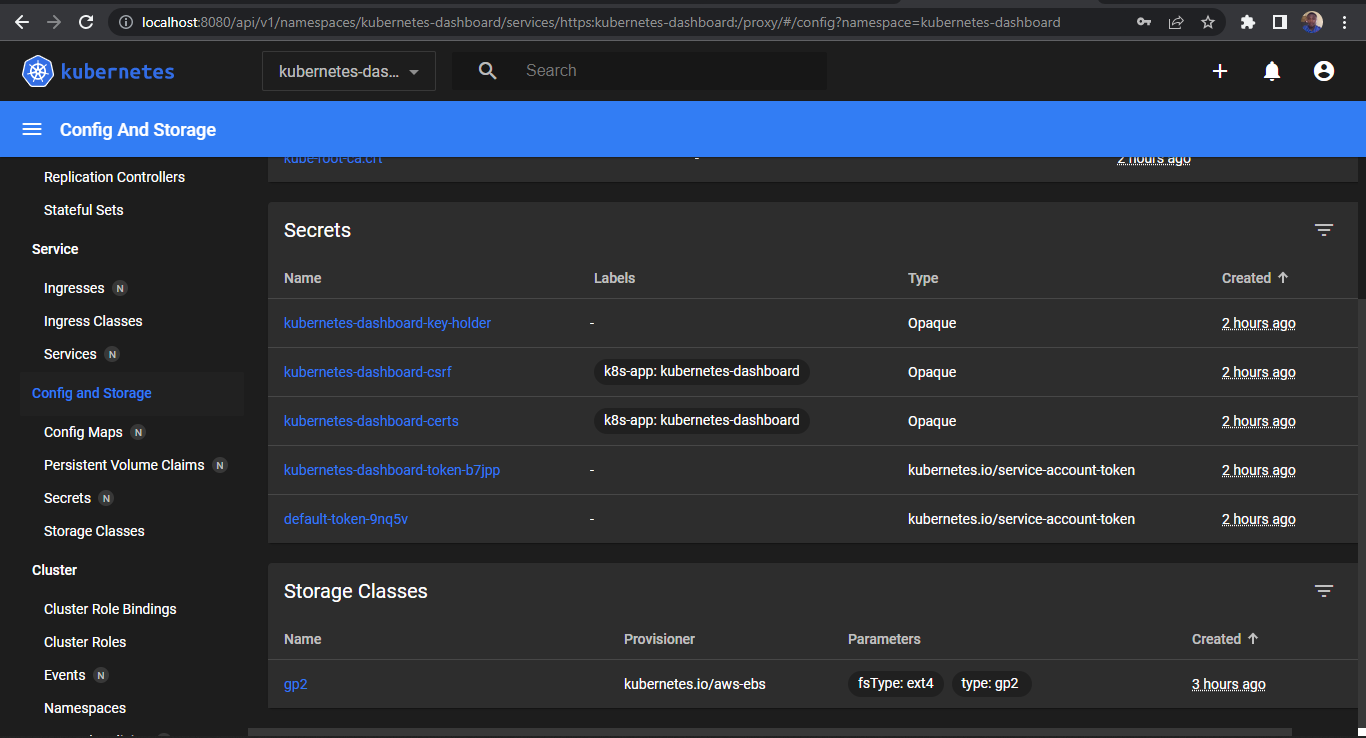 localhost:8080/api/v1/namespaces/kubernetes-dashboard/services/https:kubernetes-dashboard:/proxy/#/config?namespace=kubernetes-dashboard
kubernetes
kubernetes-das...
Search
Config And Storage
Replication Controllers
Stateful Sets
Service
Ingresses N
Ingress Classes
Services N
Config and Storage
Config Maps N
Persistent Volume Claims N
Secrets N
Storage Classes
Cluster
Cluster Role Bindings
Cluster Roles
Events N
Namespaces
kube-root-ca.crt - 2 hours ago
Secrets
Name Labels Type Created
kubernetes-dashboard-key-holder - Opaque 2 hours ago
kubernetes-dashboard-csrf k8s-app: kubernetes-dashboard Opaque 2 hours ago
kubernetes-dashboard-certs k8s-app: kubernetes-dashboard Opaque 2 hours ago
kubernetes-dashboard-token-b7jpp - kubernetes.io/service-account-token 2 hours ago
default-token-9nq5v - kubernetes.io/service-account-token 2 hours ago
Storage Classes
Name Provisioner Parameters Created
gp2 kubernetes.io/aws-ebs fsType: ext4 type: gp2 3 hours ago